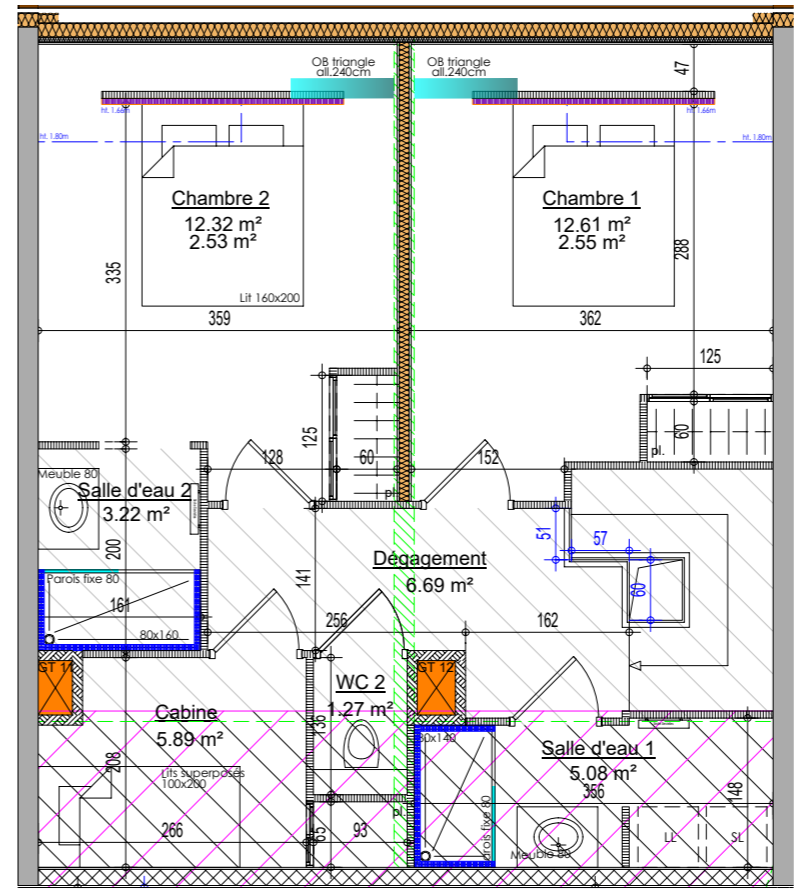 OB triangle
all.240cm
OB triangle
all.240cm
47
ht. 1.66m
ht. 1.66m
ht. 1.80m
ht. 1.80m
Chambre 2
12.32 m²
2.53 m²
Chambre 1
12.61 m²
2.55 m²
335
288
Lit 160x200
359
362
125
125
60
pl.
128
60
152
pl.
Meuble 80
Salle d'eau 2
3.22 m²
200
51
57
60
Dégagement
6.69 m²
141
Parois fixe 80
161
80x160
256
162
GT 11
GT 12
WC 2
1.27 m²
136
Cabine
5.89 m²
208
80x140
Salle d'eau 1
5.08 m²
356
148
Lits superposés
100x200
266
65
93
pl.
Parois fixe 80
Meuble 80
LL
SL